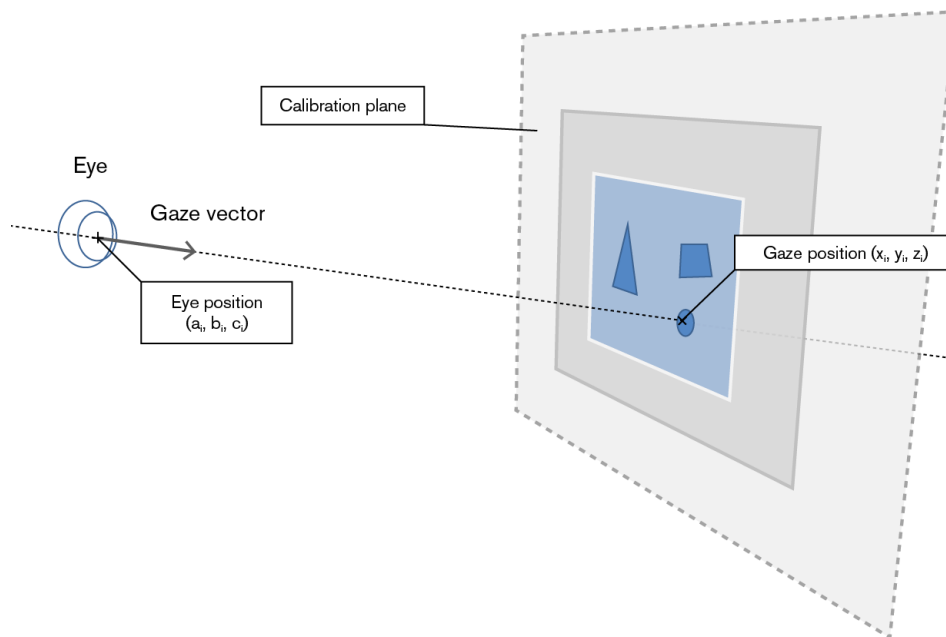 Calibration plane
Eye
Gaze vector
Gaze position (xᵢ, yᵢ, zᵢ)
Eye position
(aᵢ, bᵢ, cᵢ)